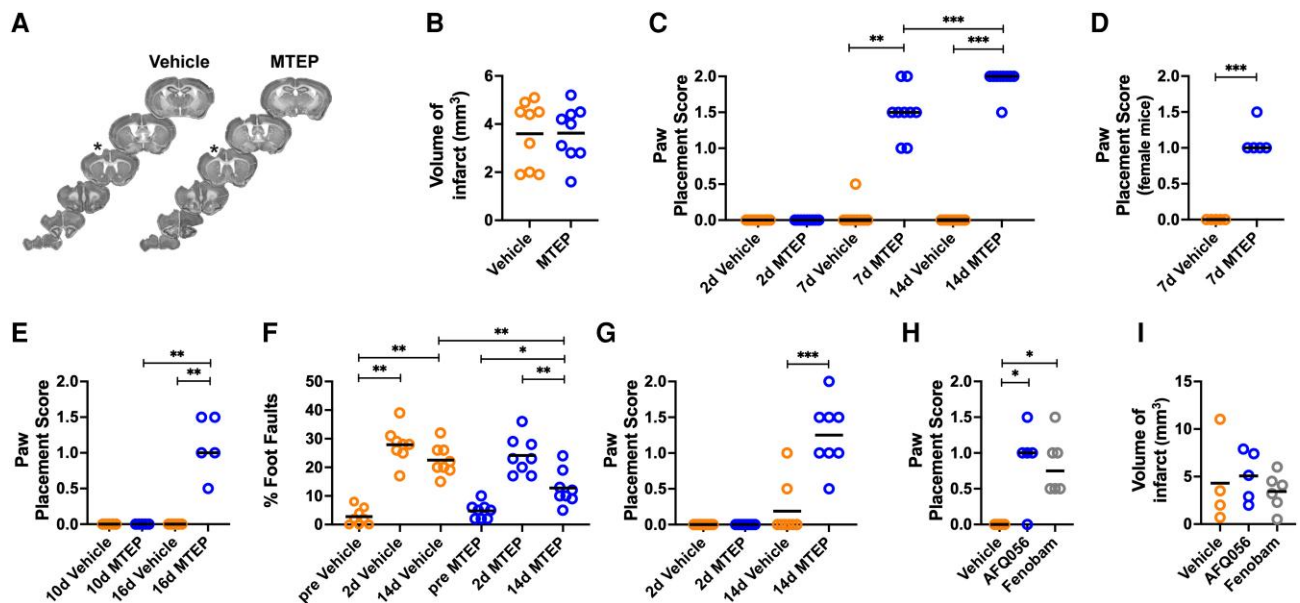 A
Vehicle
MTEP
*
*
B
Volume of
infarct (mm³)
6
4
2
0
Vehicle
MTEP
C
Paw
Placement Score
2.0
1.5
1.0
0.5
0.0
**
***
***
2d Vehicle
2d MTEP
7d Vehicle
7d MTEP
14d Vehicle
14d MTEP
D
Paw
Placement Score
(female mice)
2.0
1.5
1.0
0.5
0.0
***
7d Vehicle
7d MTEP
E
Paw
Placement Score
2.0
1.5
1.0
0.5
0.0
**
**
10d Vehicle
10d MTEP
16d Vehicle
16d MTEP
F
% Foot Faults
50
40
30
20
10
0
**
**
**
*
**
pre Vehicle
2d Vehicle
14d Vehicle
pre MTEP
2d MTEP
14d MTEP
G
Paw
Placement Score
2.0
1.5
1.0
0.5
0.0
***
2d Vehicle
2d MTEP
14d Vehicle
14d MTEP
H
Paw
Placement Score
2.0
1.5
1.0
0.5
0.0
*
*
Vehicle
AFQ056
Fenobam
I
Volume of
infarct (mm³)
15
10
5
0
Vehicle
AFQ056
Fenobam